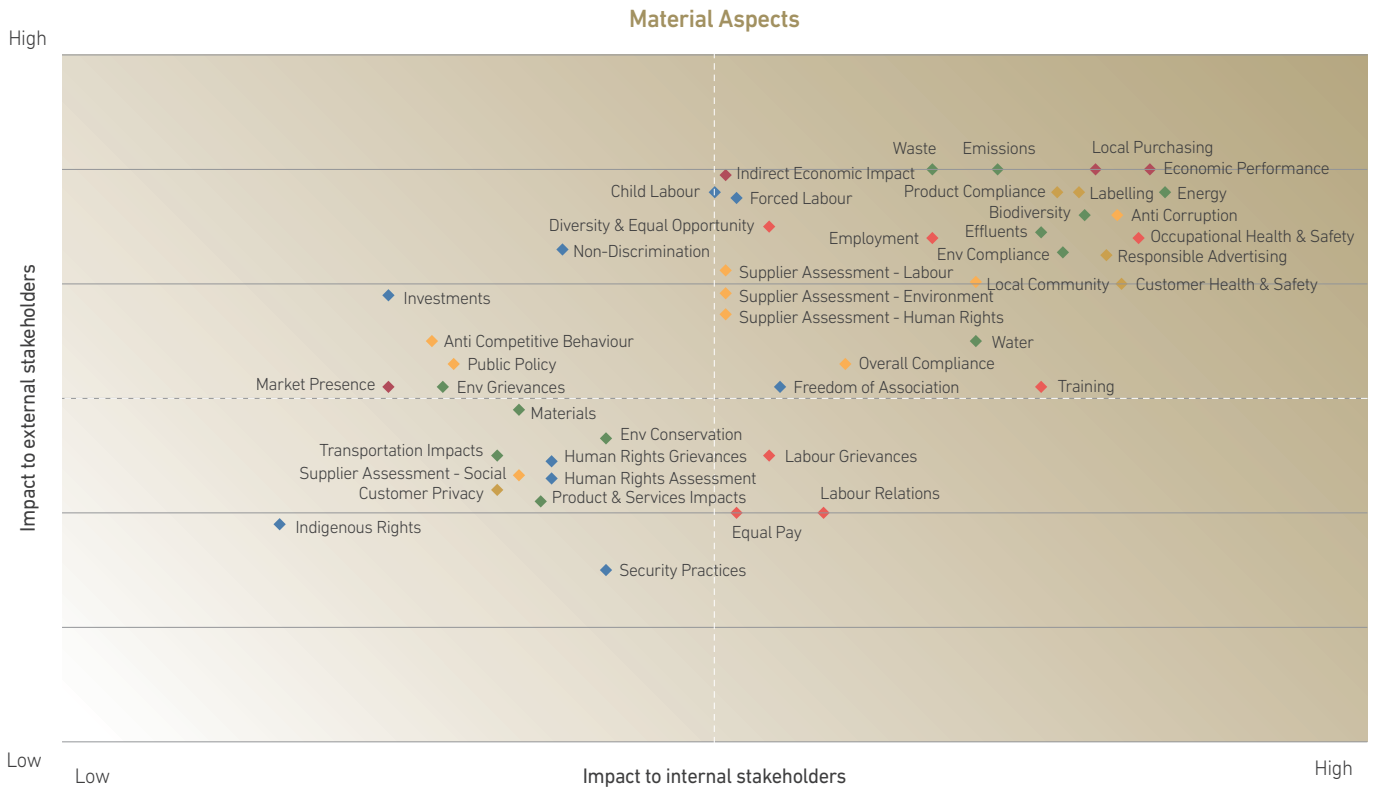 Material Aspects
High
Waste
Emissions
Local Purchasing
Indirect Economic Impact
Economic Performance
Child Labour
Forced Labour
Product Compliance
Labelling
Energy
Biodiversity
Anti Corruption
Diversity & Equal Opportunity
Effluents
Employment
Occupational Health & Safety
Non-Discrimination
Env Compliance
Responsible Advertising
Supplier Assessment - Labour
Local Community
Customer Health & Safety
Investments
Supplier Assessment - Environment
Supplier Assessment - Human Rights
Anti Competitive Behaviour
Water
Public Policy
Overall Compliance
Market Presence
Env Grievances
Freedom of Association
Training
Impact to external stakeholders
Materials
Env Conservation
Transportation Impacts
Human Rights Grievances
Labour Grievances
Supplier Assessment - Social
Human Rights Assessment
Customer Privacy
Product & Services Impacts
Labour Relations
Indigenous Rights
Equal Pay
Security Practices
Low
Low
Impact to internal stakeholders
High